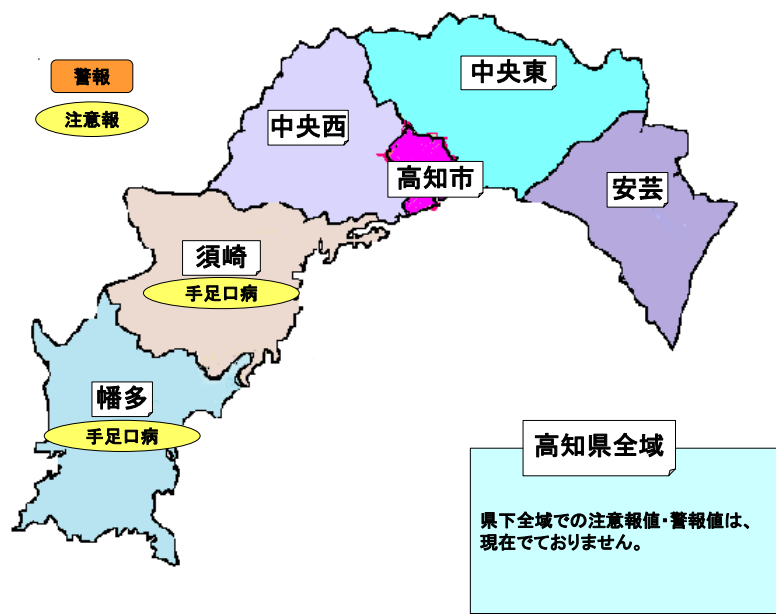 警報
注意報
中央東
中央西
高知市
安芸
須崎
手足口病
幡多
手足口病
高知県全域
県下全域での注意報値・警報値は、
現在でておりません。